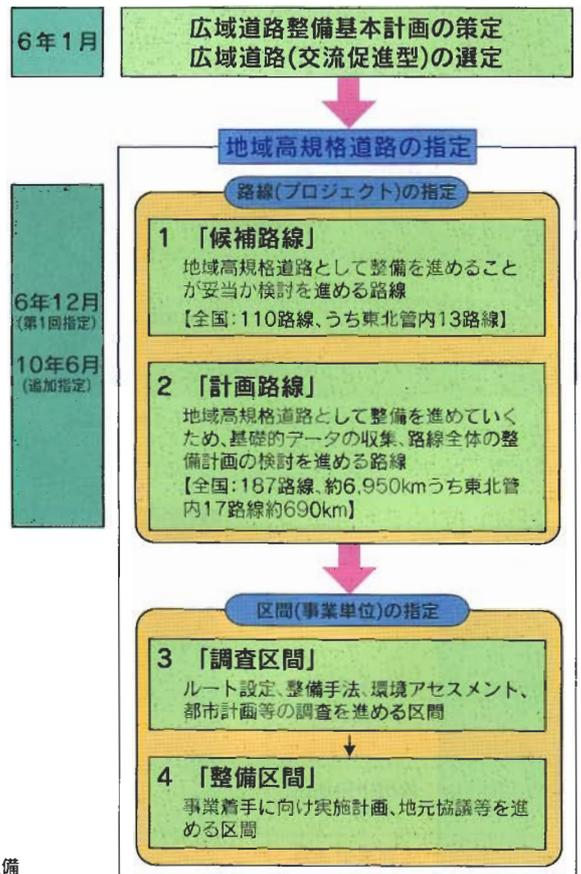 6年1月
広域道路整備基本計画の策定
広域道路(交流促進型)の選定
地域高規格道路の指定
路線(プロジェクト)の指定
6年12月
(第1回指定)
10年6月
(追加指定)
1 「候補路線」
地域高規格道路として整備を進めること
が妥当か検討を進める路線
【全国:110路線、うち東北管内13路線】
2 「計画路線」
地域高規格道路として整備を進めていく
ため、基礎的データの収集、路線全体の整
備計画の検討を進める路線
【全国:187路線、約6,950kmうち東北管
内17路線約690km】
区間(事業単位)の指定
3 「調査区間」
ルート設定、整備手法、環境アセスメント、
都市計画等の調査を進める区間
4 「整備区間」
事業着手に向け実施計画、地元協議等を進
める区間
備